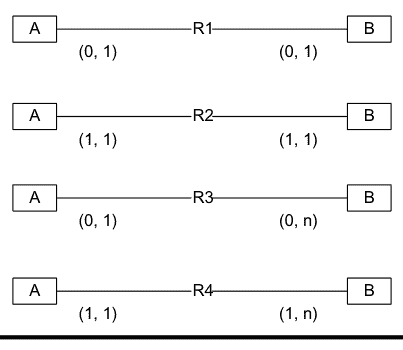 A R1 B
(0, 1) (0, 1)
A R2 B
(1, 1) (1, 1)
A R3 B
(0, 1) (0, n)
A R4 B
(1, 1) (1, n)